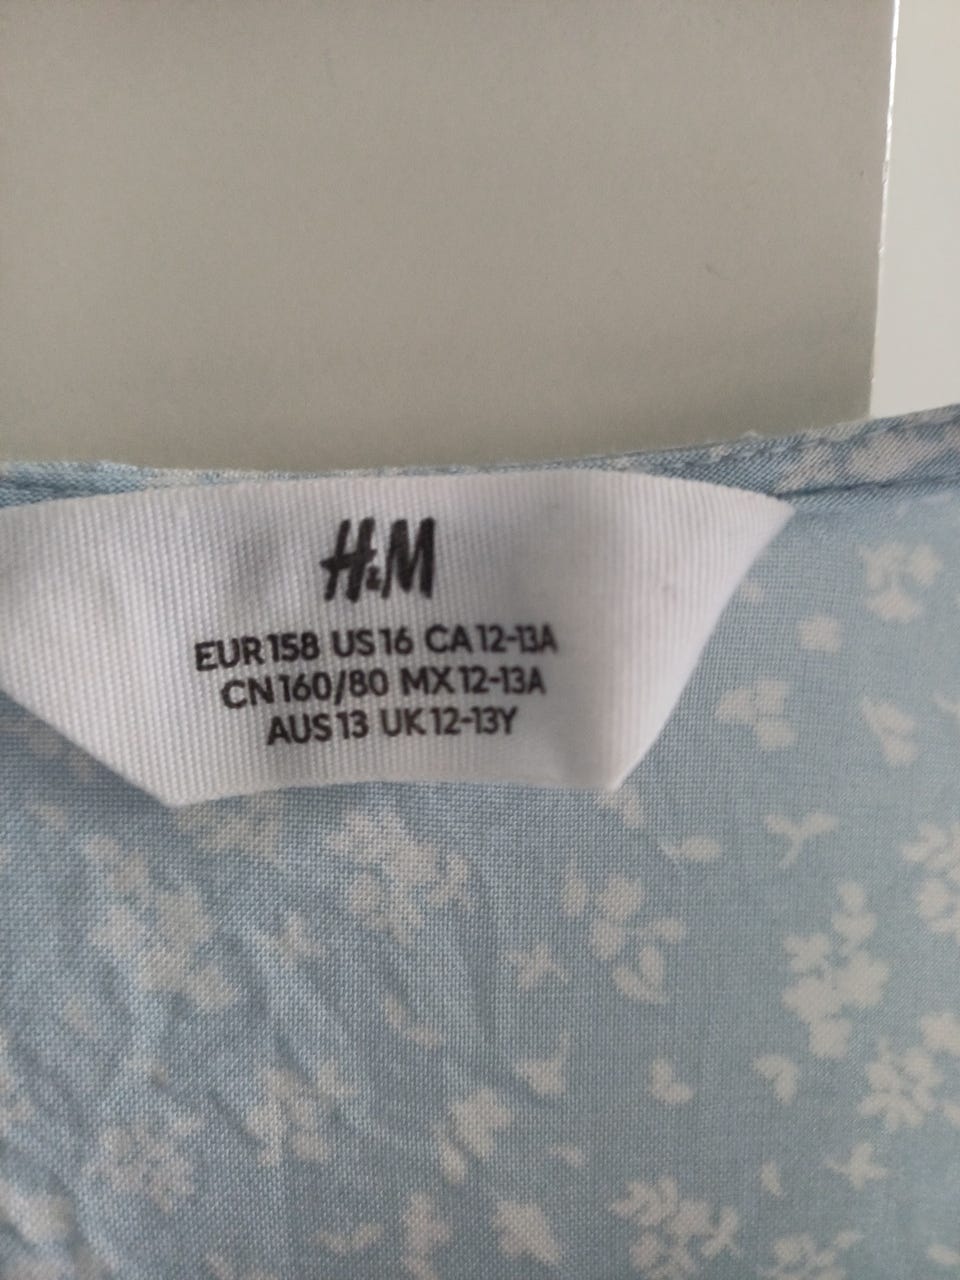 H&M
EUR 158 US 16 CA 12-13A
CN 160/80 MX 12-13A
AUS 13 UK 12-13Y